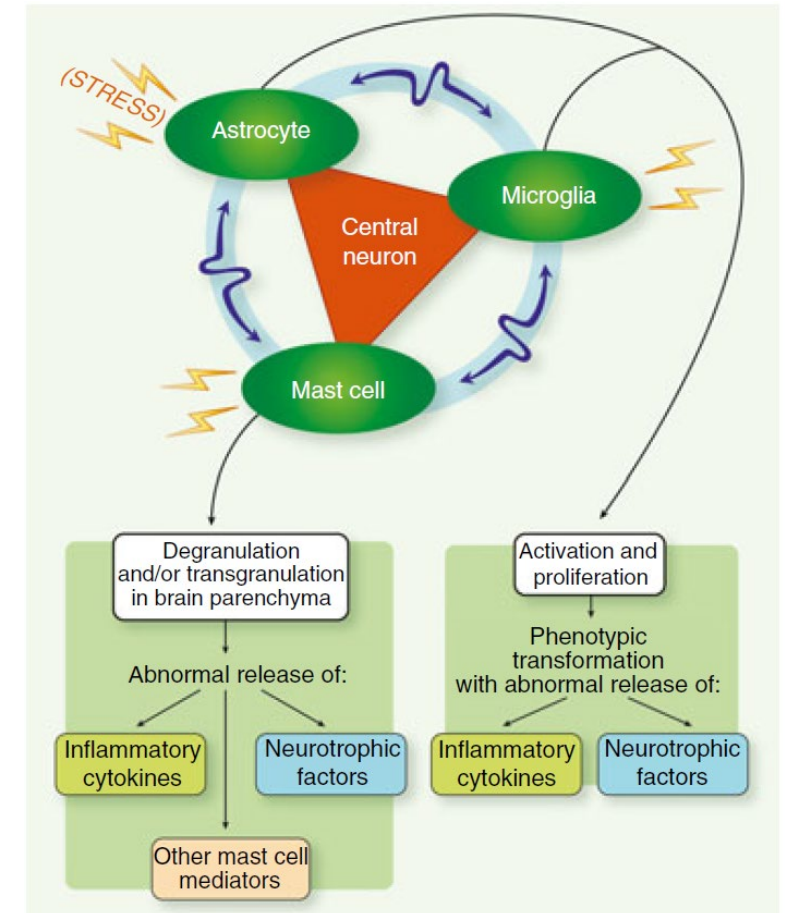 (STRESS)
Astrocyte
Microglia
Central
neuron
Mast cell
Degranulation
and/or transgranulation
in brain parenchyma
Abnormal release of:
Inflammatory
cytokines
Neurotrophic
factors
Other mast cell
mediators
Activation and
proliferation
Phenotypic
transformation
with abnormal release of:
Inflammatory
cytokines
Neurotrophic
factors